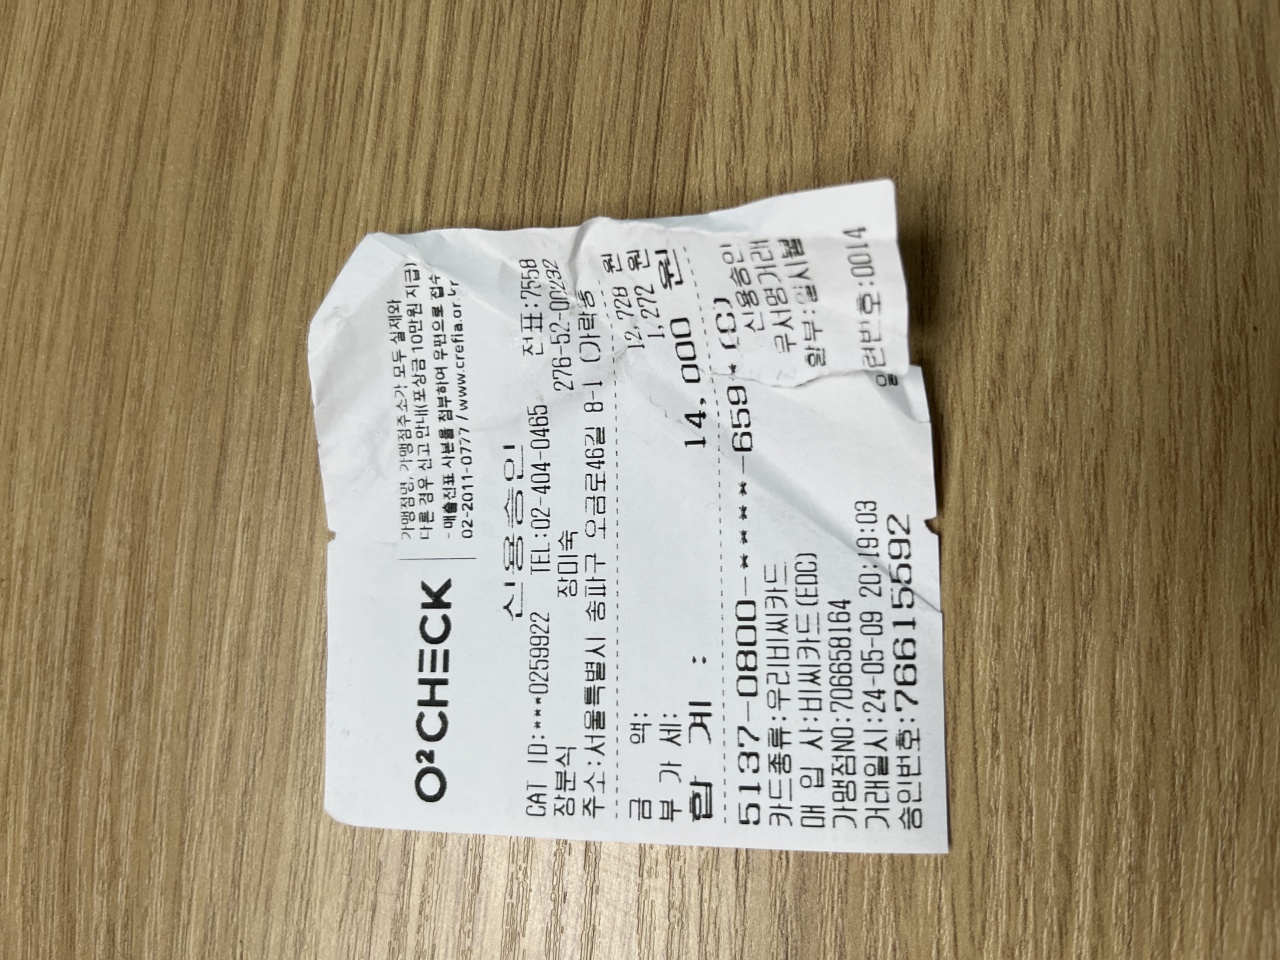 O²CHECK
가맹점명, 가맹점주소가 모두 실제와
다른 경우 신고 안내(포상금 10만원 지급)
- 매출전표 사본을 첨부하여 우편으로 접수
02-2011-0777 / www.crefia.or.kr
신용승인
CAT ID:***0259922 TEL:02-404-0465 전표:7558
장분식 장미숙 276-52-00292
주소:서울특별시 송파구 오금로46길 8-1 (가락동
금 액: 12,728 원
부 가 세: 1,272 원
합 계 : 14,000 원
5137-0800-****-659*(S)
카드종류:우리비씨카드 신용승인
매 입 사:비씨카드(EDC) 무서명거래
가맹점NO:706658164 할부:일시불
거래일시:24-05-09 20:19:03
승인번호:76615592 일련번호:0014